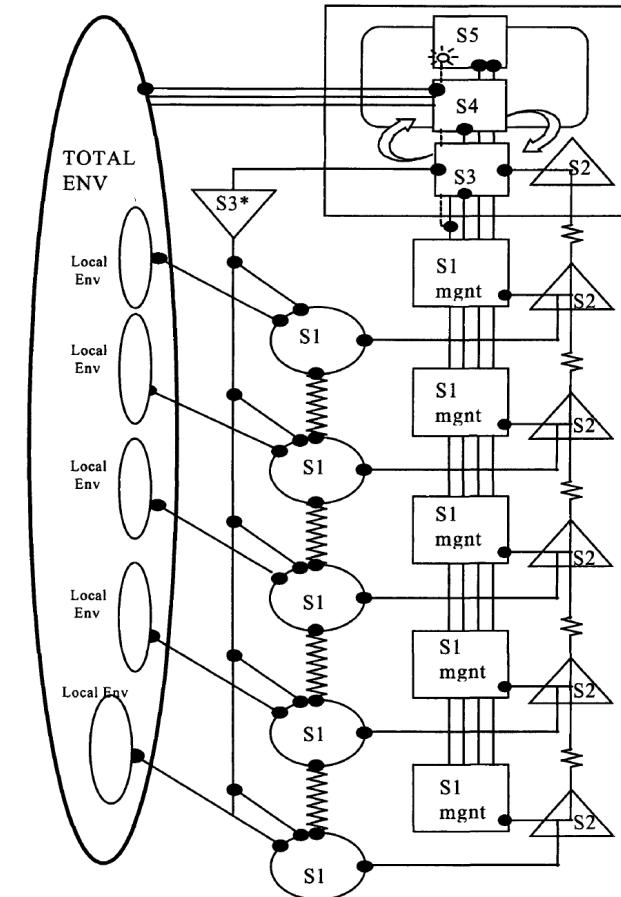 S5
S4
TOTAL
ENV
S2
S3
S3*
Local
Env
S1
mgnt
S2
S1
Local
Env
S1
mgnt
S2
S1
Local
Env
S1
mgnt
S2
S1
Local
Env
S1
mgnt
S2
S1
Local Env
S1
mgnt
S2
S1